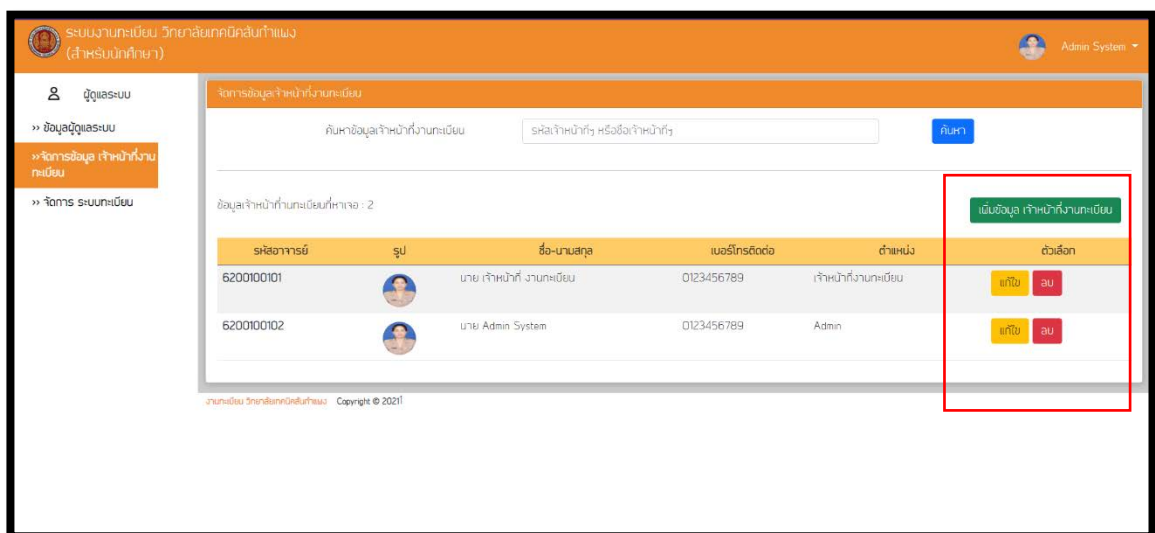 ระบบงานทะเบียน วิทยาลัยเทคนิคสันกำแพง
(สำหรับนักศึกษา)
Admin System
ผู้ดูแลระบบ
จัดการข้อมูลเจ้าหน้าที่งานทะเบียน
›› ข้อมูลผู้ดูแลระบบ
ค้นหาข้อมูลเจ้าหน้าที่งานทะเบียน รหัสเจ้าหน้าที่ๆ หรือชื่อเจ้าหน้าที่ๆ ค้นหา
››จัดการข้อมูล เจ้าหน้าที่งาน
ทะเบียน
›› จัดการ ระบบทะเบียน
ข้อมูลเจ้าหน้าที่านทะเบียนที่หาเจอ : 2
เพิ่มข้อมูล เจ้าหน้าที่งานทะเบียน
รหัสอาจารย์ รูป ชื่อ-นามสกุล เบอร์โทรติดต่อ ตำแหน่ง ตัวเลือก
6200100101 นาย เจ้าหน้าที่ งานทะเบียน 0123456789 เจ้าหน้าที่งานทะเบียน แก้ไข ลบ
6200100102 นาย Admin System 0123456789 Admin แก้ไข ลบ
งานทะเบียน วิทยาลัยเทคนิคสันกำแพง Copyright © 2021